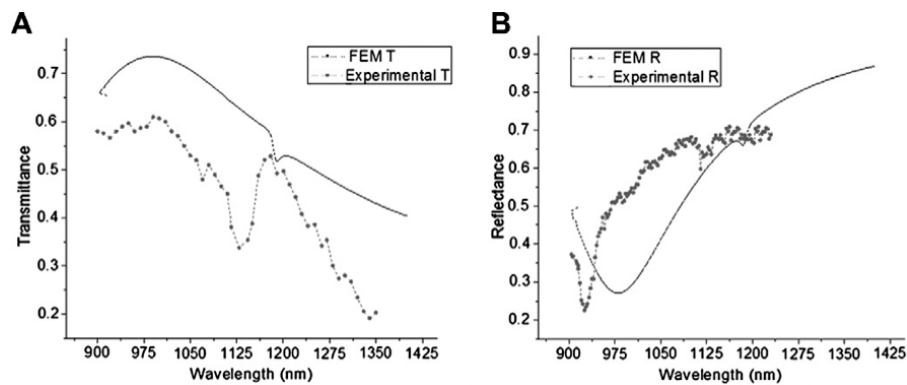 A
FEM T
Experimental T
Transmittance
0.7
0.6
0.5
0.4
0.3
0.2
900 975 1050 1125 1200 1275 1350 1425
Wavelength (nm)
B
FEM R
Experimental R
Reflectance
0.9
0.8
0.7
0.6
0.5
0.4
0.3
0.2
900 975 1050 1125 1200 1275 1350 1425
Wavelength (nm)